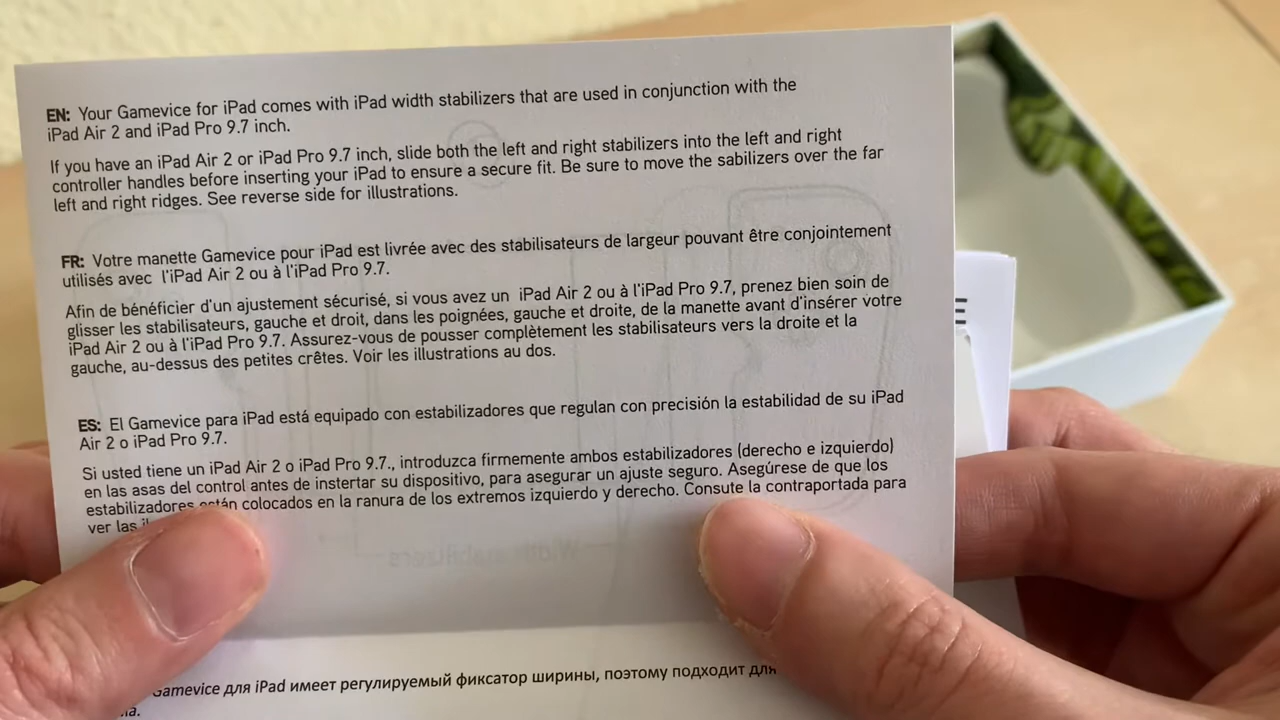 EN: Your Gamevice for iPad comes with iPad width stabilizers that are used in conjunction with the
iPad Air 2 and iPad Pro 9.7 inch.
If you have an iPad Air 2 or iPad Pro 9.7 inch, slide both the left and right stabilizers into the left and right
controller handles before inserting your iPad to ensure a secure fit. Be sure to move the sabilizers over the far
left and right ridges. See reverse side for illustrations.
FR: Votre manette Gamevice pour iPad est livrée avec des stabilisateurs de largeur pouvant être conjointement
utilisés avec l'iPad Air 2 ou à l'iPad Pro 9.7.
Afin de bénéficier d'un ajustement sécurisé, si vous avez un iPad Air 2 ou à l'iPad Pro 9.7, prenez bien soin de
glisser les stabilisateurs, gauche et droit, dans les poignées, gauche et droite, de la manette avant d'insérer votre
iPad Air 2 ou à l'iPad Pro 9.7. Assurez-vous de pousser complètement les stabilisateurs vers la droite et la
gauche, au-dessus des petites crêtes. Voir les illustrations au dos.
ES: El Gamevice para iPad está equipado con estabilizadores que regulan con precisión la estabilidad de su iPad
Air 2 o iPad Pro 9.7.
Si usted tiene un iPad Air 2 o iPad Pro 9.7., introduzca firmemente ambos estabilizadores (derecho e izquierdo)
en las asas del control antes de instertar su dispositivo, para asegurar un ajuste seguro. Asegúrese de que los
estabilizadores están colocados en la ranura de los extremos izquierdo y derecho. Consute la contraportada para
ver las
Gamevice для iPad имеет регулируемый фиксатор ширины, поэтому подходит для